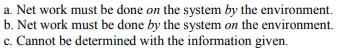 a. Net work must be done on the system by the environment.
b. Net work must be done by the system on the environment.
c. Cannot be determined with the information given.